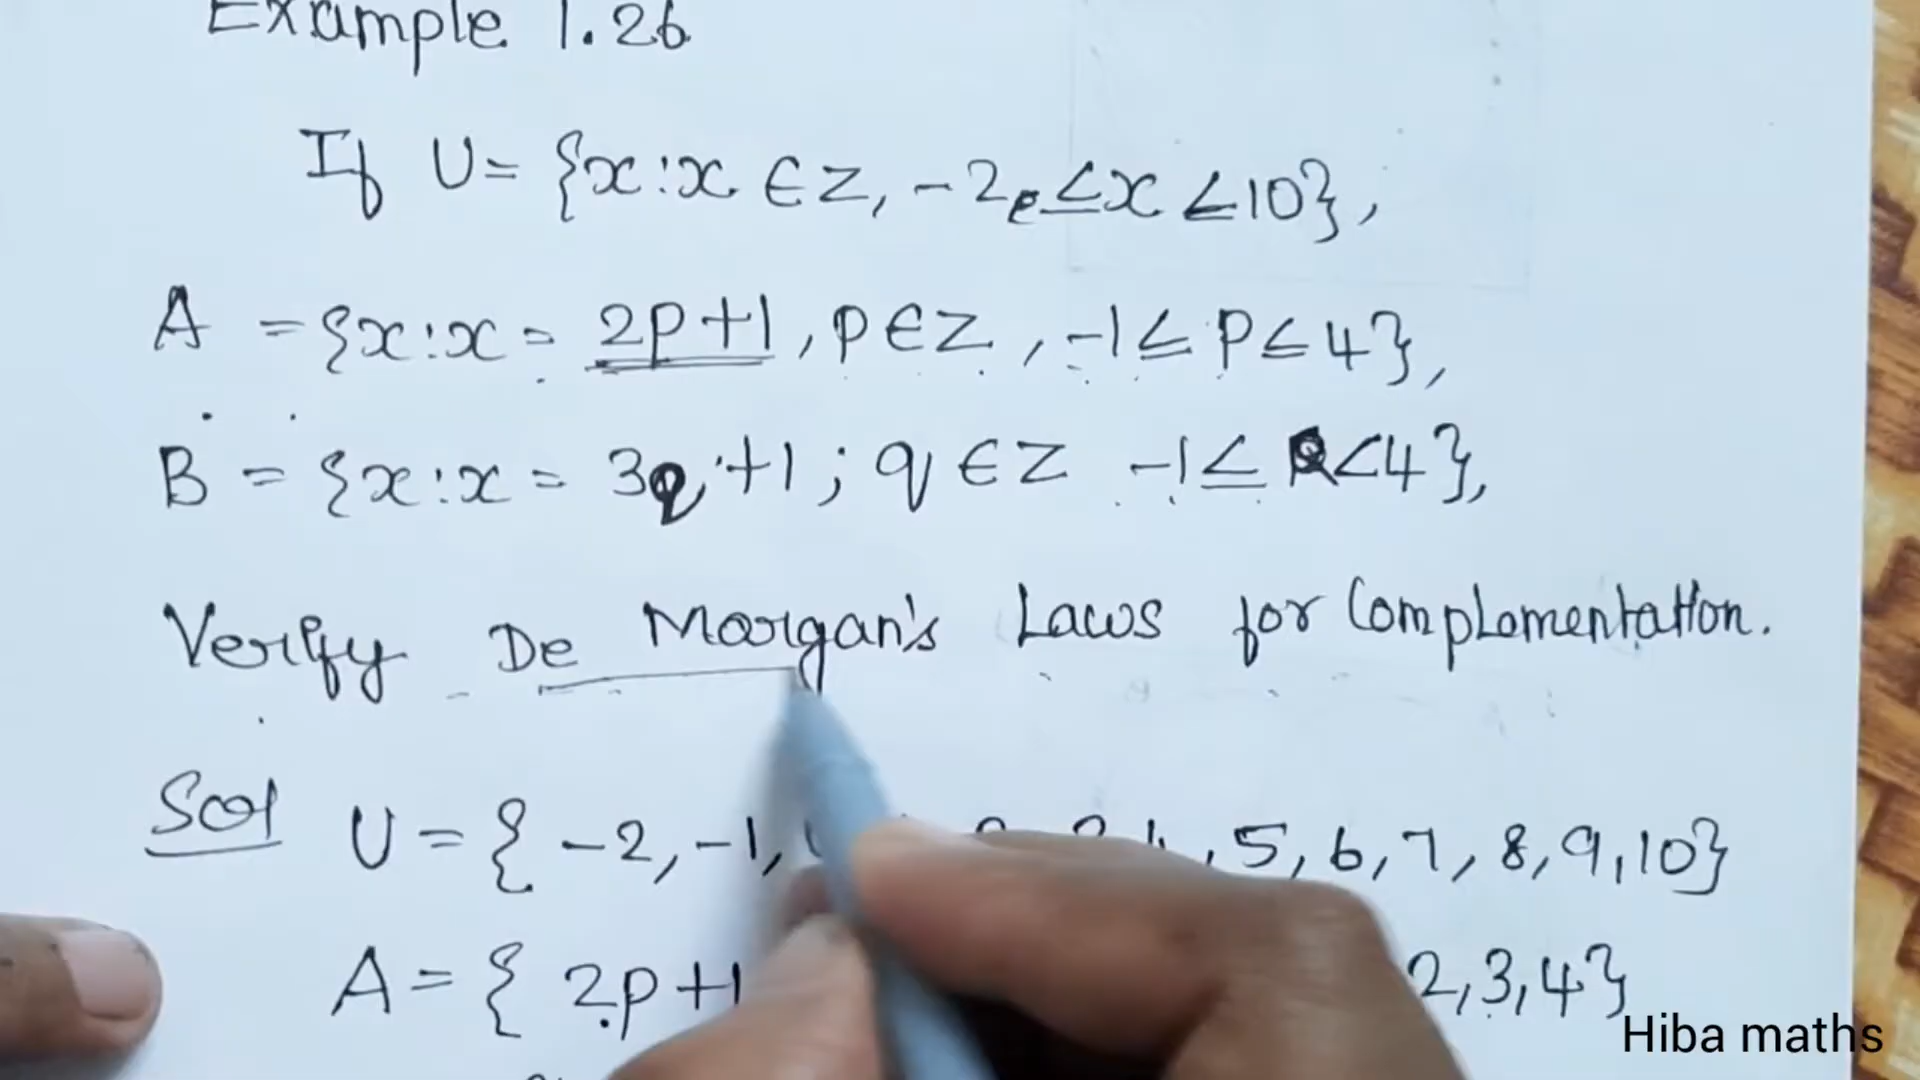 Example 1.26
If U = {x : x ∈ Z, -2 ≤ x ≤ 10},
A = {x : x = 2p+1, p ∈ Z, -1 ≤ P ≤ 4},
B = {x : x = 3q+1 ; q ∈ Z -1 ≤ q < 4},
Verify De Morgan's Laws for Complementation.
Sol U = { -2, -1, 5, 6, 7, 8, 9, 10}
A = { 2p+1 2, 3, 4}
Hiba maths